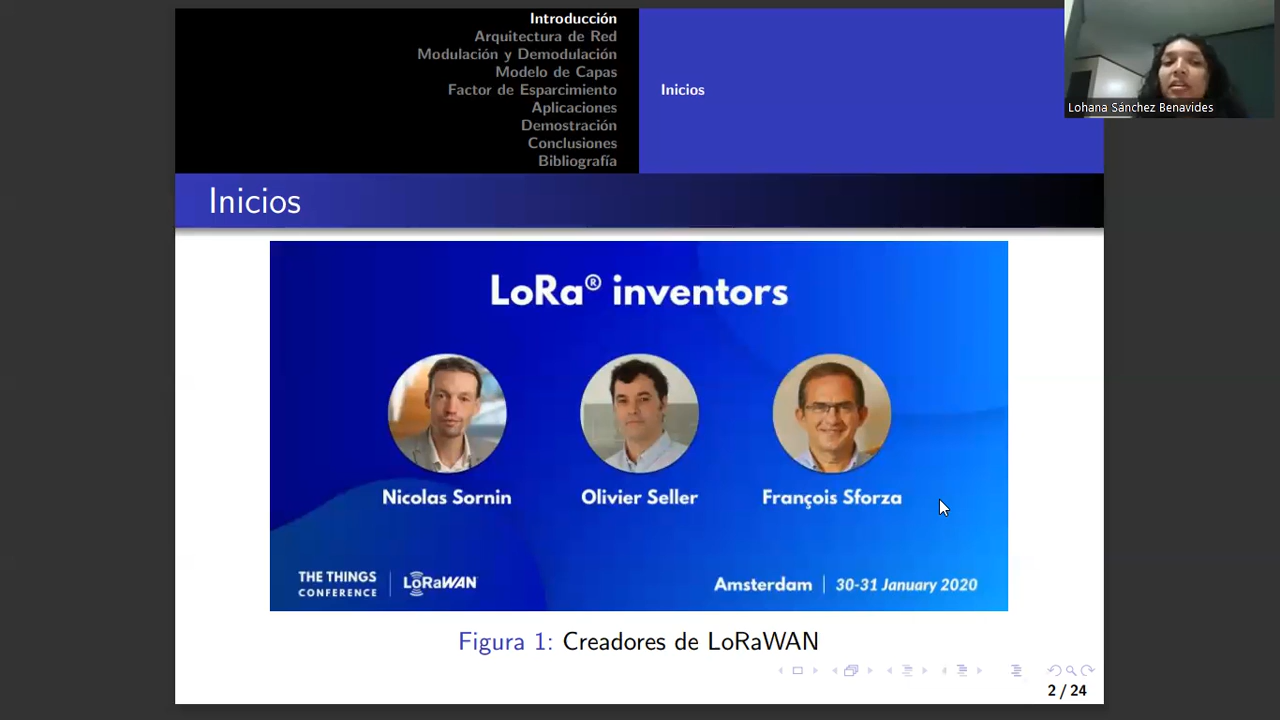 Introducción
Arquitectura de Red
Modulación y Demodulación
Modelo de Capas
Factor de Esparcimiento
Aplicaciones
Demostración
Conclusiones
Bibliografía
Inicios
Lohana Sánchez Benavides
Inicios
LoRa® inventors
Nicolas Sornin
Olivier Seller
François Sforza
THE THINGS
CONFERENCE
LoRaWAN
Amsterdam | 30-31 January 2020
Figura 1: Creadores de LoRaWAN
2 / 24